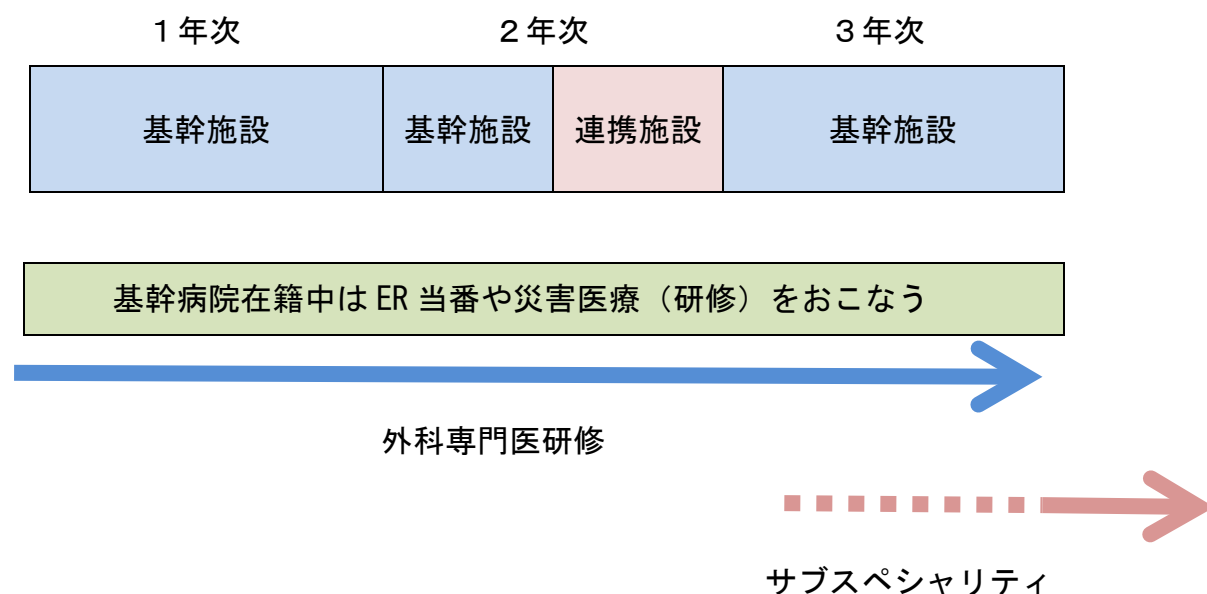 １年次 ２年次 ３年次
基幹施設 基幹施設 連携施設 基幹施設
基幹病院在籍中は ER 当番や災害医療（研修）をおこなう
外科専門医研修
サブスペシャリティ